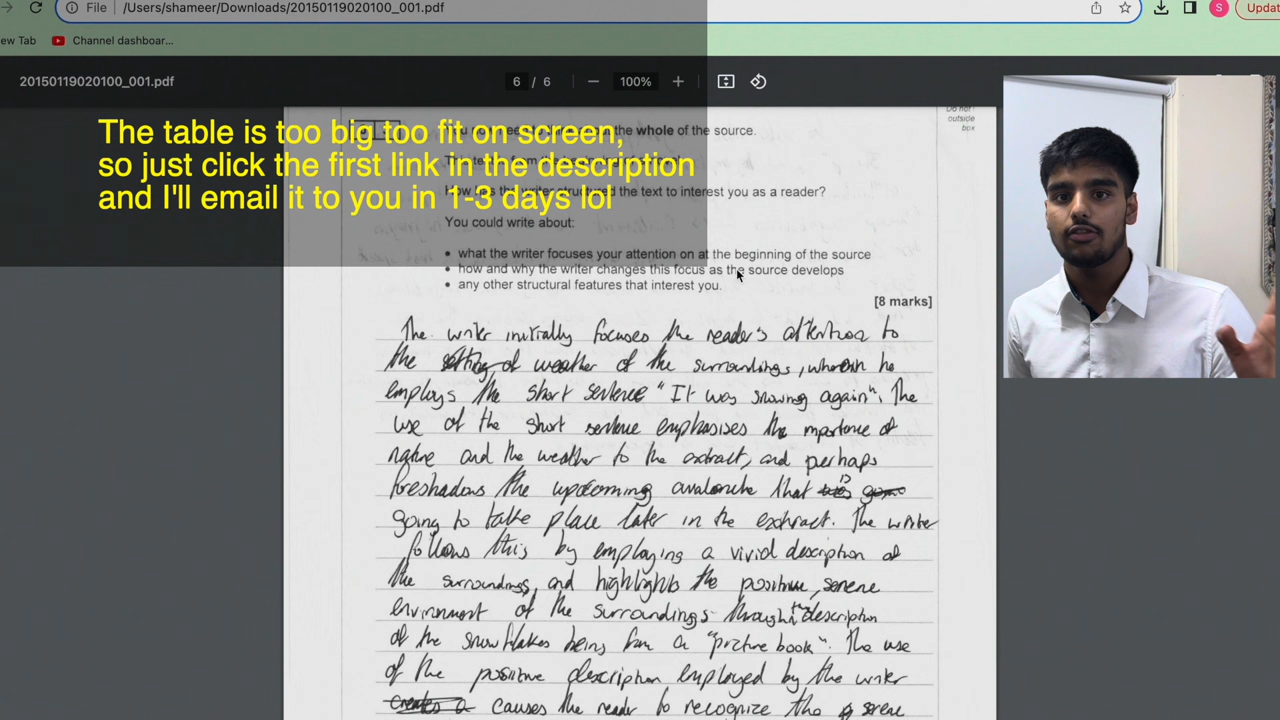 File /Users/shameer/Downloads/20150119020100_001.pdf
S
Updat
ew Tab Channel dashboar...
20150119020100_001.pdf
6 / 6
100%
The table is too big too fit on screen,
so just click the first link in the description
and I'll email it to you in 1-3 days lol
Do not
outside
box
the whole of the source.
How the writer structured the text to interest you as a reader?
You could write about:
• what the writer focuses your attention on at the beginning of the source
• how and why the writer changes this focus as the source develops
• any other structural features that interest you.
[8 marks]
The writer initially focuses the reader's attention to
the setting of weather of the surroundings, wherein he
employs the short sentence "It was snowing again". The
use of the short sentence emphasises the importance of
nature and the weather to the extract, and perhaps
foreshadows the upcoming avalanche that is
going to take place later in the extract. The writer
follows this by employing a vivid description of
the surroundings, and highlights the positive, serene
environment of the surroundings through the description
of the snowflakes being from a "picture book". The use
of the positive description employed by the writer
causes the reader to recognize the serene